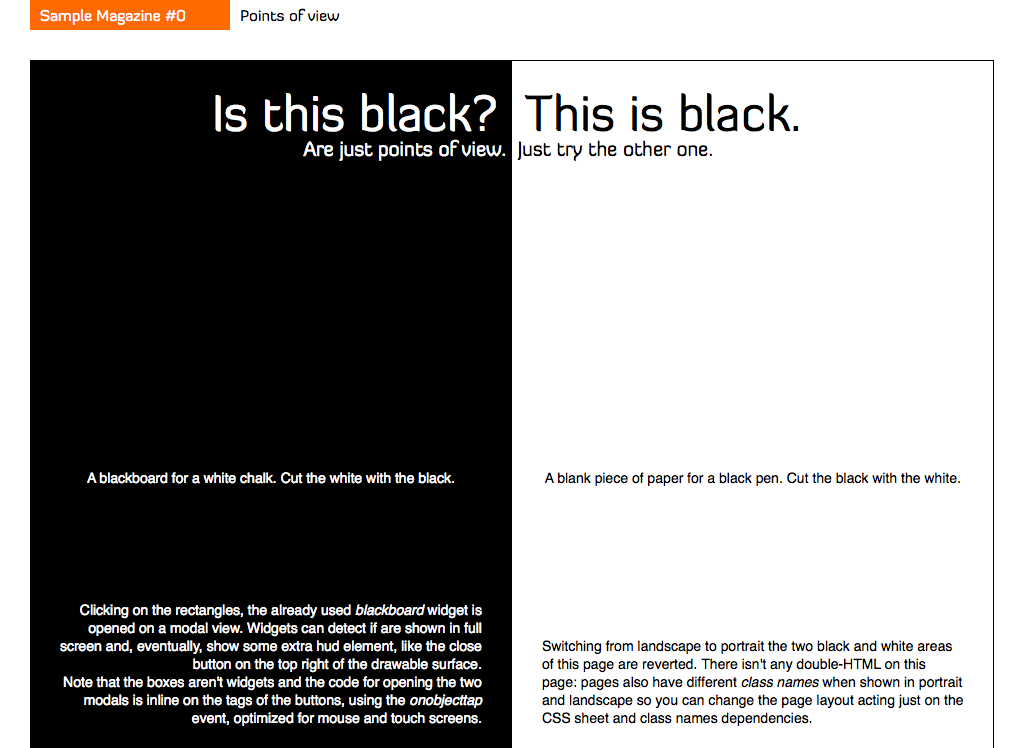 Sample Magazine #0
Points of view
Is this black?
Are just points of view.
A blackboard for a white chalk. Cut the white with the black.
Clicking on the rectangles, the already used blackboard widget is
opened on a modal view. Widgets can detect if are shown in full
screen and, eventually, show some extra hud element, like the close
button on the top right of the drawable surface.
Note that the boxes aren't widgets and the code for opening the two
modals is inline on the tags of the buttons, using the onobjecttap
event, optimized for mouse and touch screens.
This is black.
Just try the other one.
A blank piece of paper for a black pen. Cut the black with the white.
Switching from landscape to portrait the two black and white areas
of this page are reverted. There isn't any double-HTML on this
page: pages also have different class names when shown in portrait
and landscape so you can change the page layout acting just on the
CSS sheet and class names dependencies.